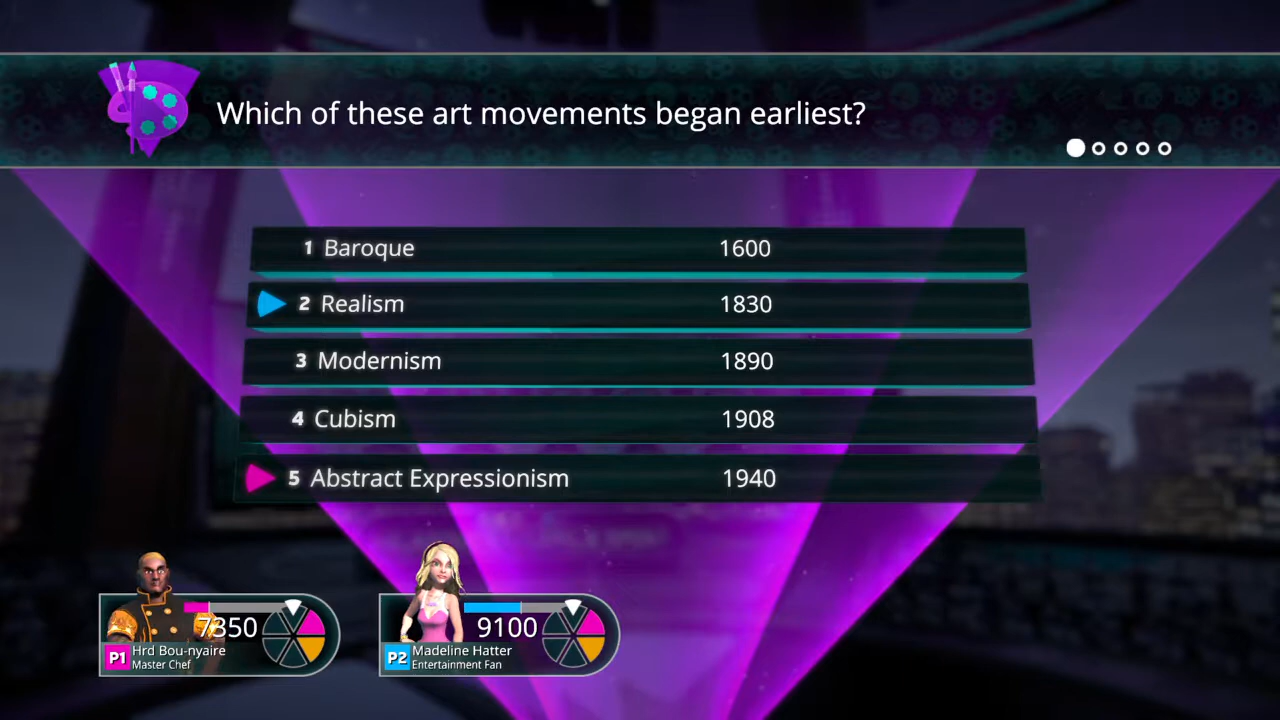 Which of these art movements began earliest?
1 Baroque 1600
2 Realism 1830
3 Modernism 1890
4 Cubism 1908
5 Abstract Expressionism 1940
7350
P1 Hrd Bou-nyaire
Master Chef
9100
P2 Madeline Hatter
Entertainment Fan